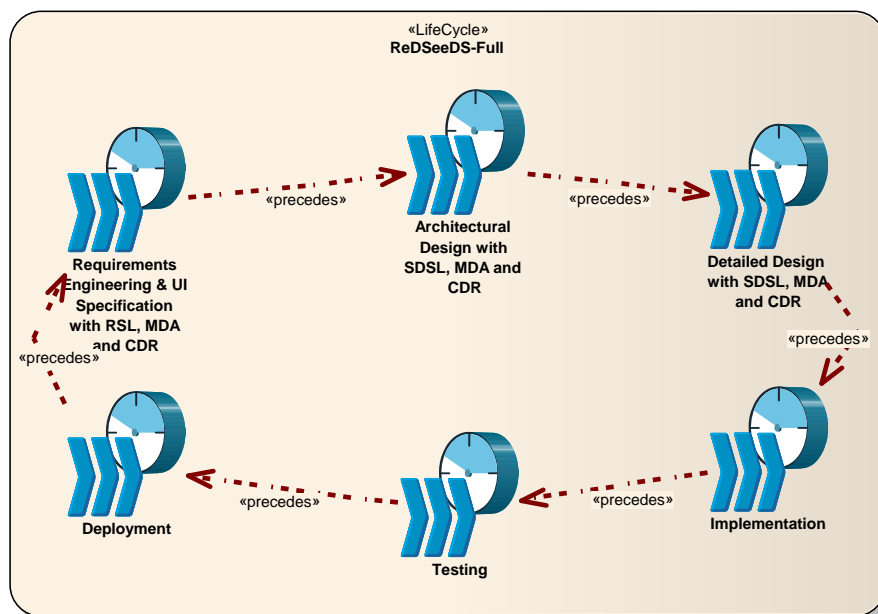 «LifeCycle»
ReDSeeDS-Full
«precedes»
«precedes»
Requirements
Engineering & UI
Specification
with RSL, MDA
and CDR
Architectural
Design with
SDSL, MDA and
CDR
Detailed Design
with SDSL, MDA
and CDR
«precedes»
«precedes»
Deployment
«precedes»
Testing
«precedes»
Implementation